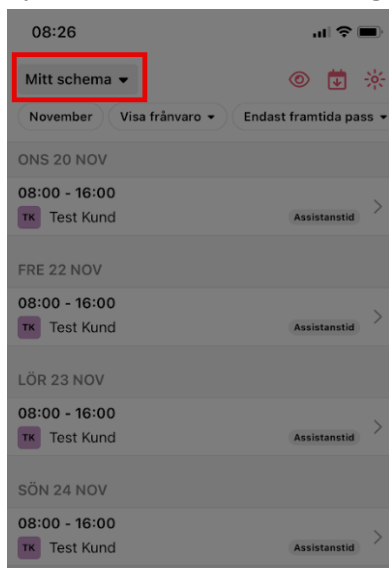 08:26
Mitt schema
November Visa frånvaro Endast framtida pass
ONS 20 NOV
08:00 - 16:00
TK Test Kund Assistanstid
FRE 22 NOV
08:00 - 16:00
TK Test Kund Assistanstid
LÖR 23 NOV
08:00 - 16:00
TK Test Kund Assistanstid
SÖN 24 NOV
08:00 - 16:00
TK Test Kund Assistanstid